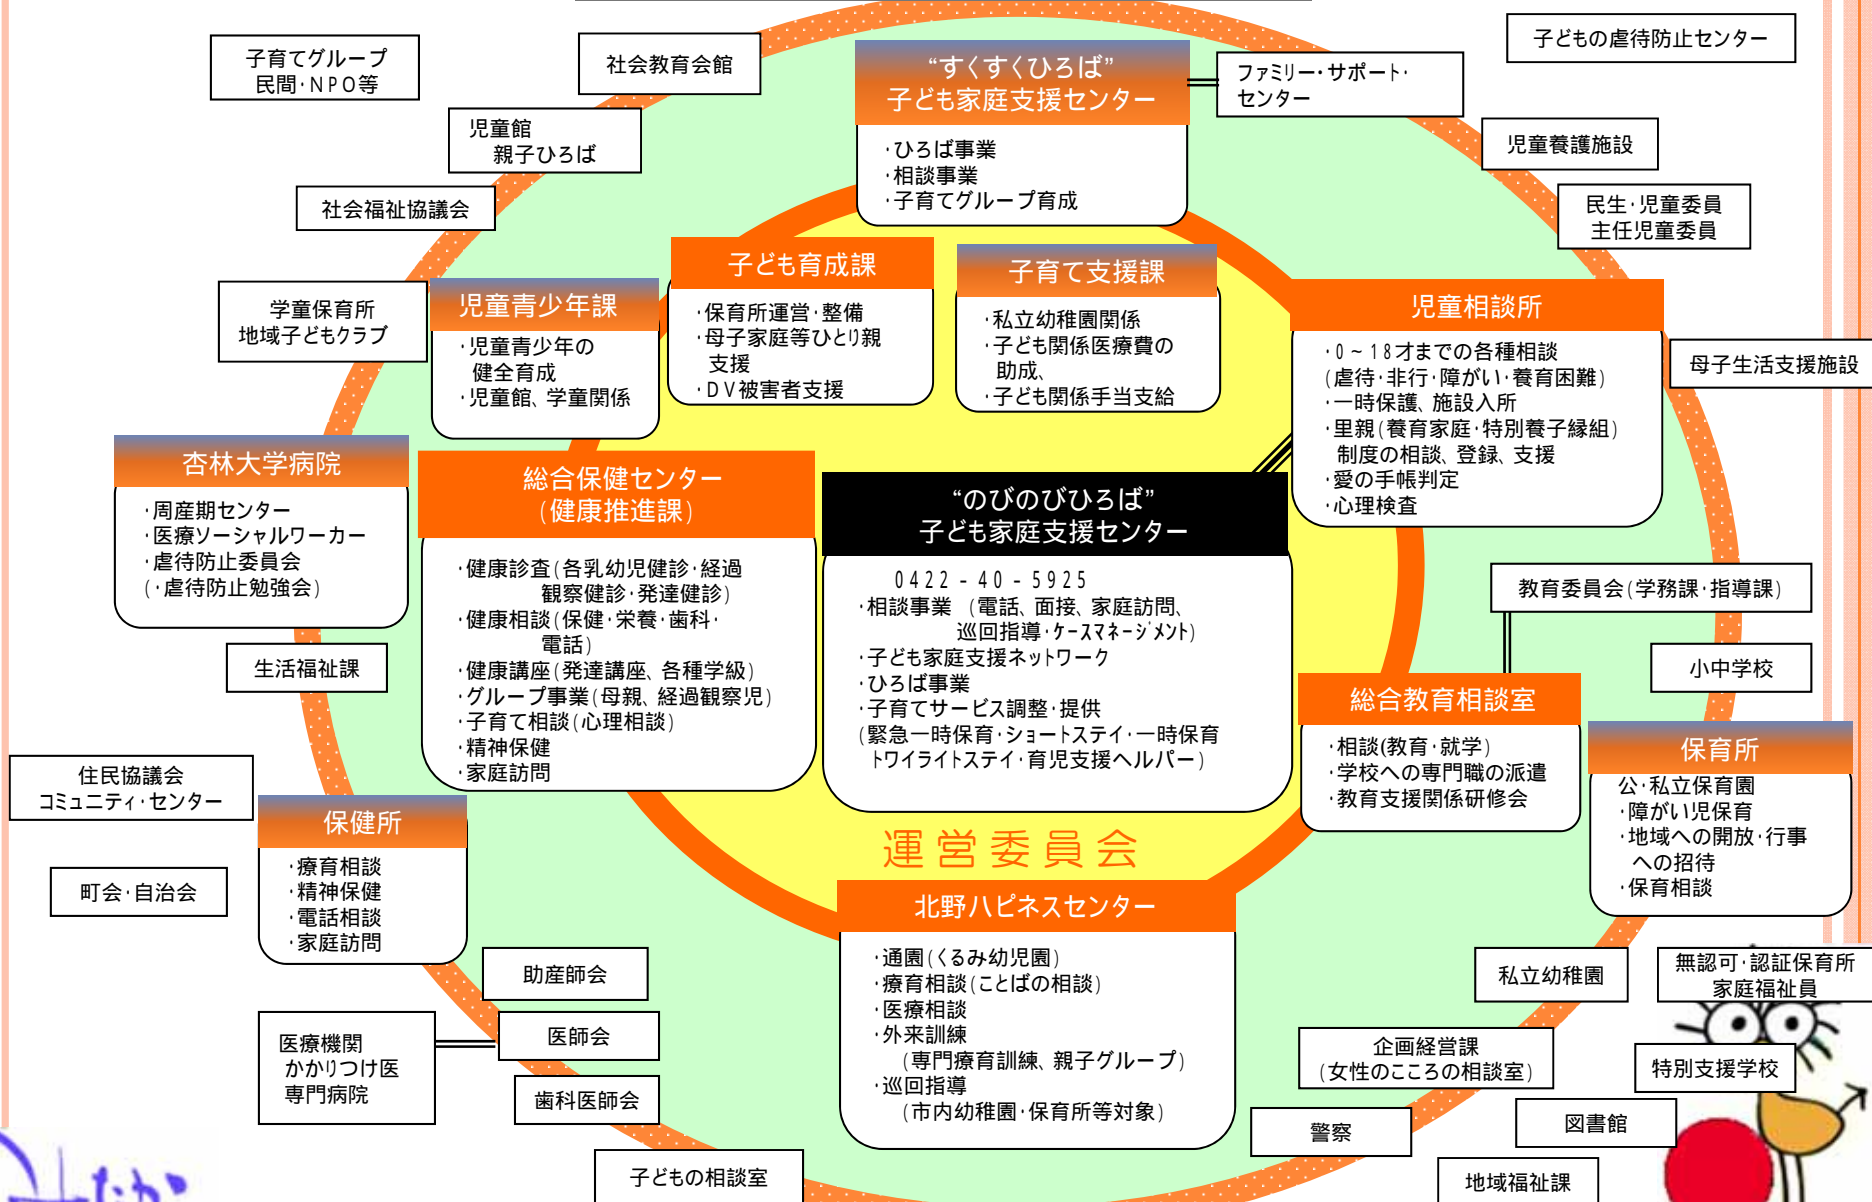 子育てグループ
民間・NPO等
社会教育会館
児童館
親子ひろば
社会福祉協議会
“すくすくひろば”
子ども家庭支援センター
・ひろば事業
・相談事業
・子育てグループ育成
ファミリー・サポート・
センター
子どもの虐待防止センター
児童養護施設
民生・児童委員
主任児童委員
学童保育所
地域子どもクラブ
児童青少年課
・児童青少年の
健全育成
・児童館、学童関係
子ども育成課
・保育所運営・整備
・母子家庭等ひとり親
支援
・DV被害者支援
子育て支援課
・私立幼稚園関係
・子ども関係医療費の
助成、
・子ども関係手当支給
児童相談所
・0~18才までの各種相談
(虐待・非行・障がい・養育困難)
・一時保護、施設入所
・里親(養育家庭・特別養子縁組)
制度の相談、登録、支援
・愛の手帳判定
・心理検査
母子生活支援施設
杏林大学病院
・周産期センター
・医療ソーシャルワーカー
・虐待防止委員会
(・虐待防止勉強会)
総合保健センター
(健康推進課)
・健康診査(各乳幼児健診・経過
観察健診・発達健診)
・健康相談(保健・栄養・歯科・
電話)
・健康講座(発達講座、各種学級)
・グループ事業(母親、経過観察児)
・子育て相談(心理相談)
・精神保健
・家庭訪問
“のびのびひろば”
子ども家庭支援センター
0422-40-5925
・相談事業 (電話、面接、家庭訪問、
巡回指導・ケースマネージメント)
・子ども家庭支援ネットワーク
・ひろば事業
・子育てサービス調整・提供
(緊急一時保育・ショートステイ・一時保育
トワイライトステイ・育児支援ヘルパー)
教育委員会(学務課・指導課)
小中学校
総合教育相談室
・相談(教育・就学)
・学校への専門職の派遣
・教育支援関係研修会
保育所
公・私立保育園
・障がい児保育
・地域への開放・行事
への招待
・保育相談
生活福祉課
住民協議会
コミュニティ・センター
町会・自治会
保健所
・療育相談
・精神保健
・電話相談
・家庭訪問
運営委員会
北野ハピネスセンター
・通園(くるみ幼児園)
・療育相談(ことばの相談)
・医療相談
・外来訓練
(専門療育訓練、親子グループ)
・巡回指導
(市内幼稚園・保育所等対象)
助産師会
医師会
歯科医師会
医療機関
かかりつけ医
専門病院
子どもの相談室
私立幼稚園
無認可・認証保育所
家庭福祉員
企画経営課
(女性のこころの相談室)
特別支援学校
図書館
警察
地域福祉課
みたか